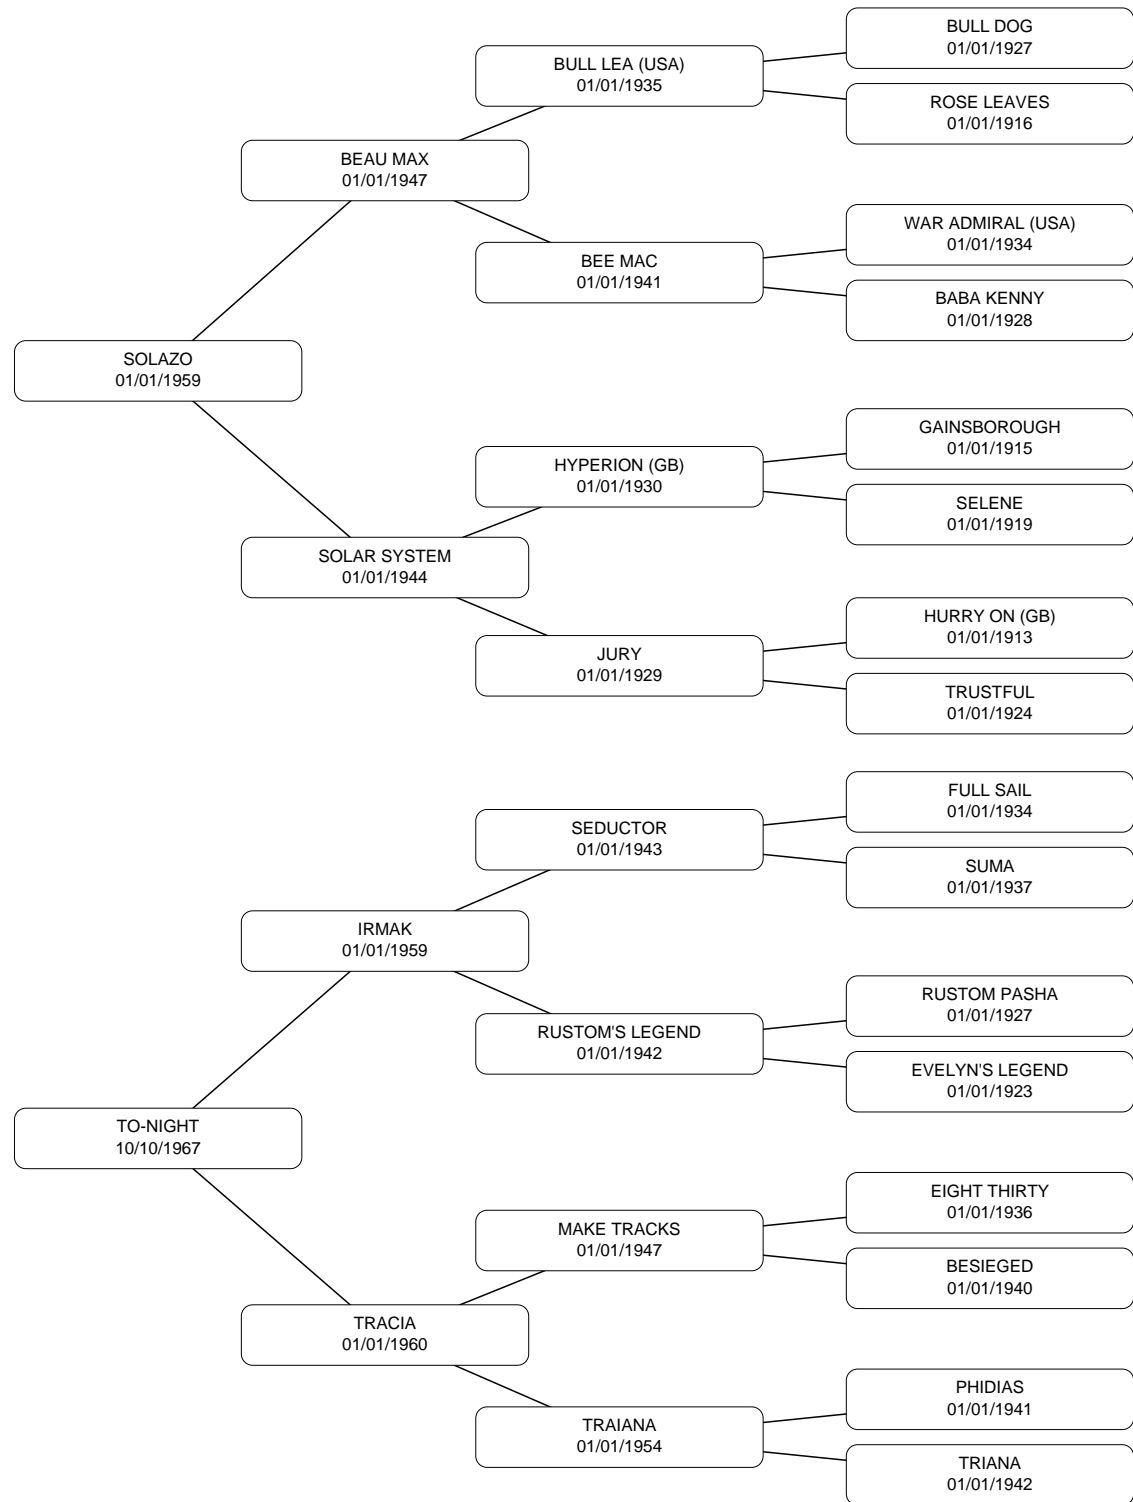 BULL DOG
01/01/1927
BULL LEA (USA)
01/01/1935
ROSE LEAVES
01/01/1916
BEAU MAX
01/01/1947
WAR ADMIRAL (USA)
01/01/1934
BEE MAC
01/01/1941
BABA KENNY
01/01/1928
SOLAZO
01/01/1959
GAINSBOROUGH
01/01/1915
HYPERION (GB)
01/01/1930
SELENE
01/01/1919
SOLAR SYSTEM
01/01/1944
HURRY ON (GB)
01/01/1913
JURY
01/01/1929
TRUSTFUL
01/01/1924
FULL SAIL
01/01/1934
SEDUCTOR
01/01/1943
SUMA
01/01/1937
IRMAK
01/01/1959
RUSTOM PASHA
01/01/1927
RUSTOM'S LEGEND
01/01/1942
EVELYN'S LEGEND
01/01/1923
TO-NIGHT
10/10/1967
EIGHT THIRTY
01/01/1936
MAKE TRACKS
01/01/1947
BESIEGED
01/01/1940
TRACIA
01/01/1960
PHIDIAS
01/01/1941
TRAIANA
01/01/1954
TRIANA
01/01/1942